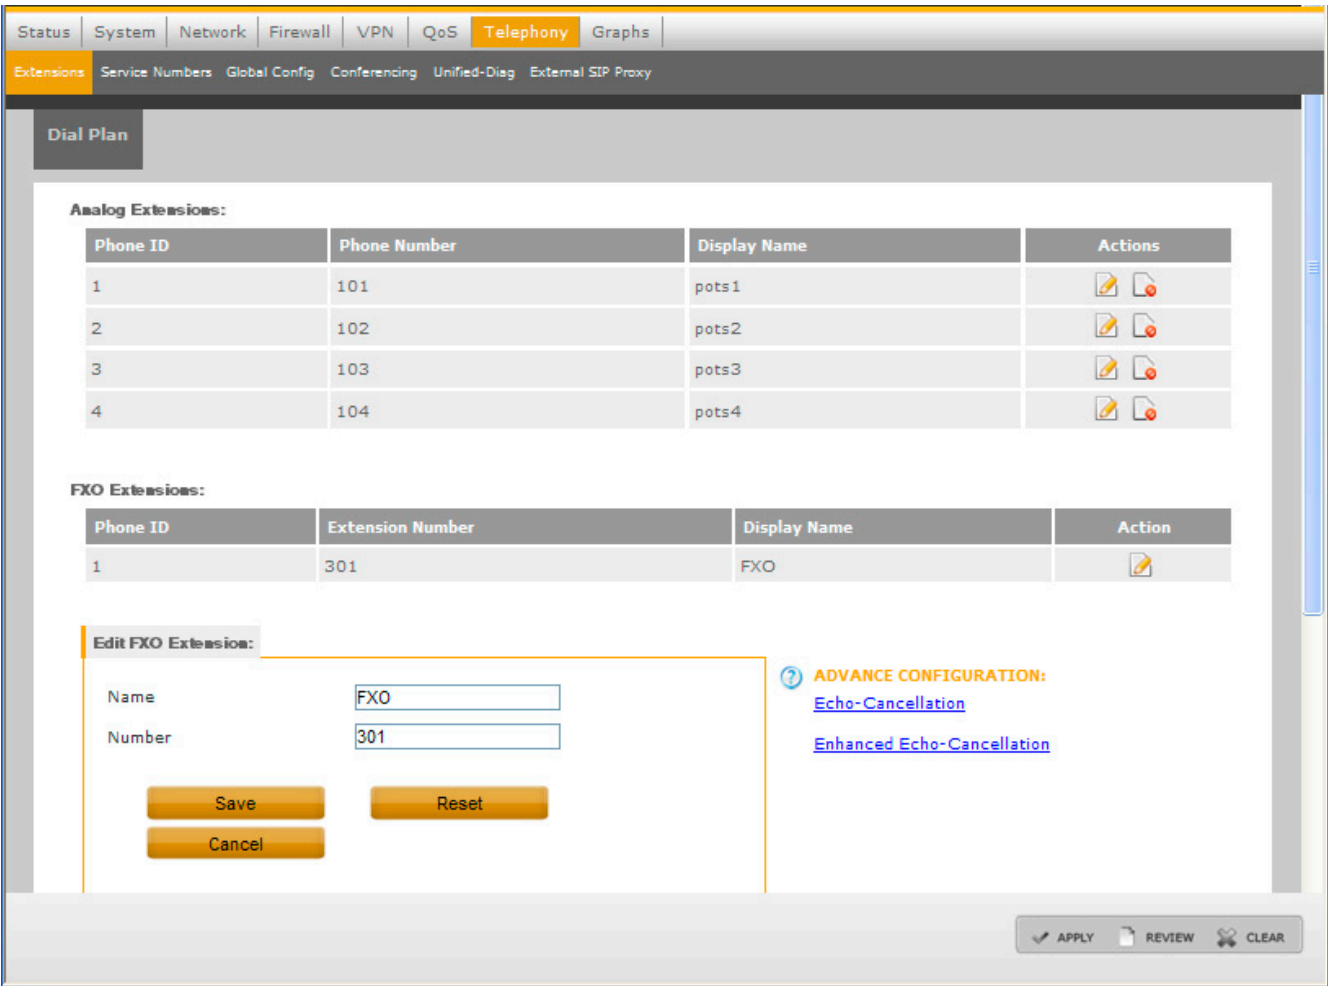 Status System Network Firewall VPN QoS Telephony Graphs
Extensions Service Numbers Global Config Conferencing Unified-Diag External SIP Proxy
Dial Plan
Analog Extensions:
Phone ID Phone Number Display Name Actions
1 101 pots1
2 102 pots2
3 103 pots3
4 104 pots4
FXO Extensions:
Phone ID Extension Number Display Name Action
1 301 FXO
Edit FXO Extension:
Name FXO
Number 301
Save Reset
Cancel
? ADVANCE CONFIGURATION:
Echo-Cancellation
Enhanced Echo-Cancellation
APPLY REVIEW CLEAR